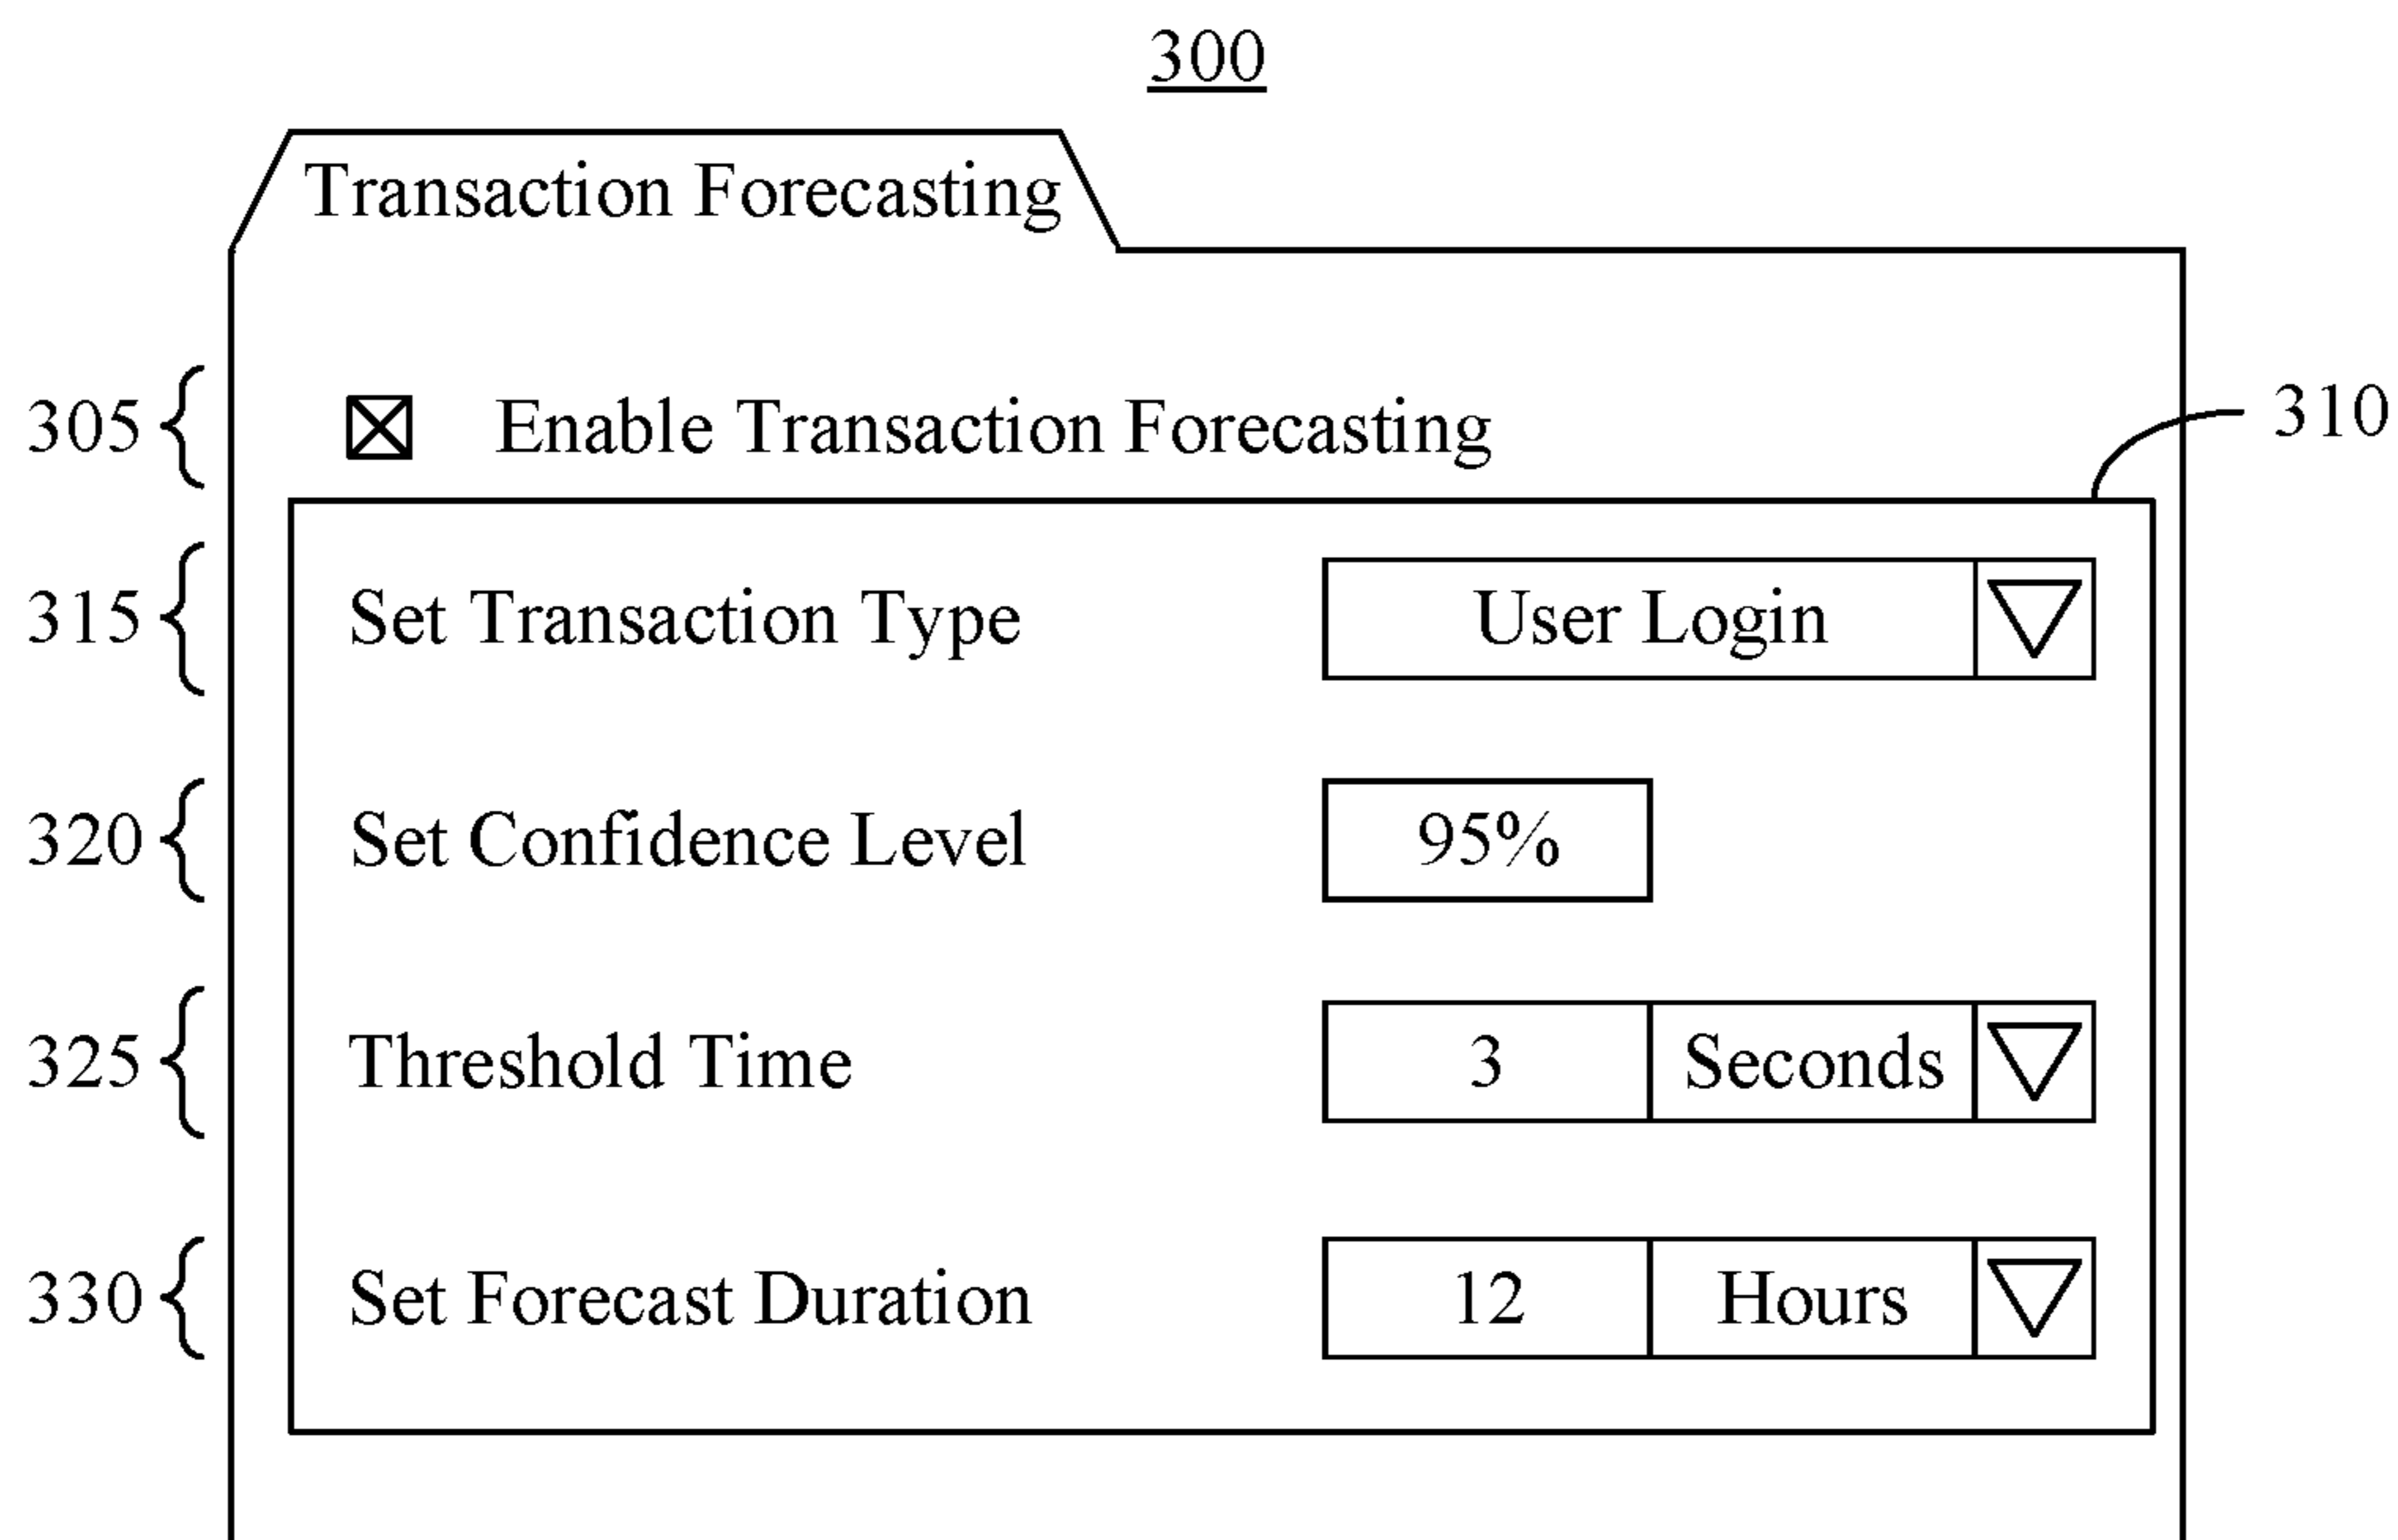 300
Transaction Forecasting
305 Enable Transaction Forecasting 310
315 Set Transaction Type User Login
320 Set Confidence Level 95%
325 Threshold Time 3 Seconds
330 Set Forecast Duration 12 Hours